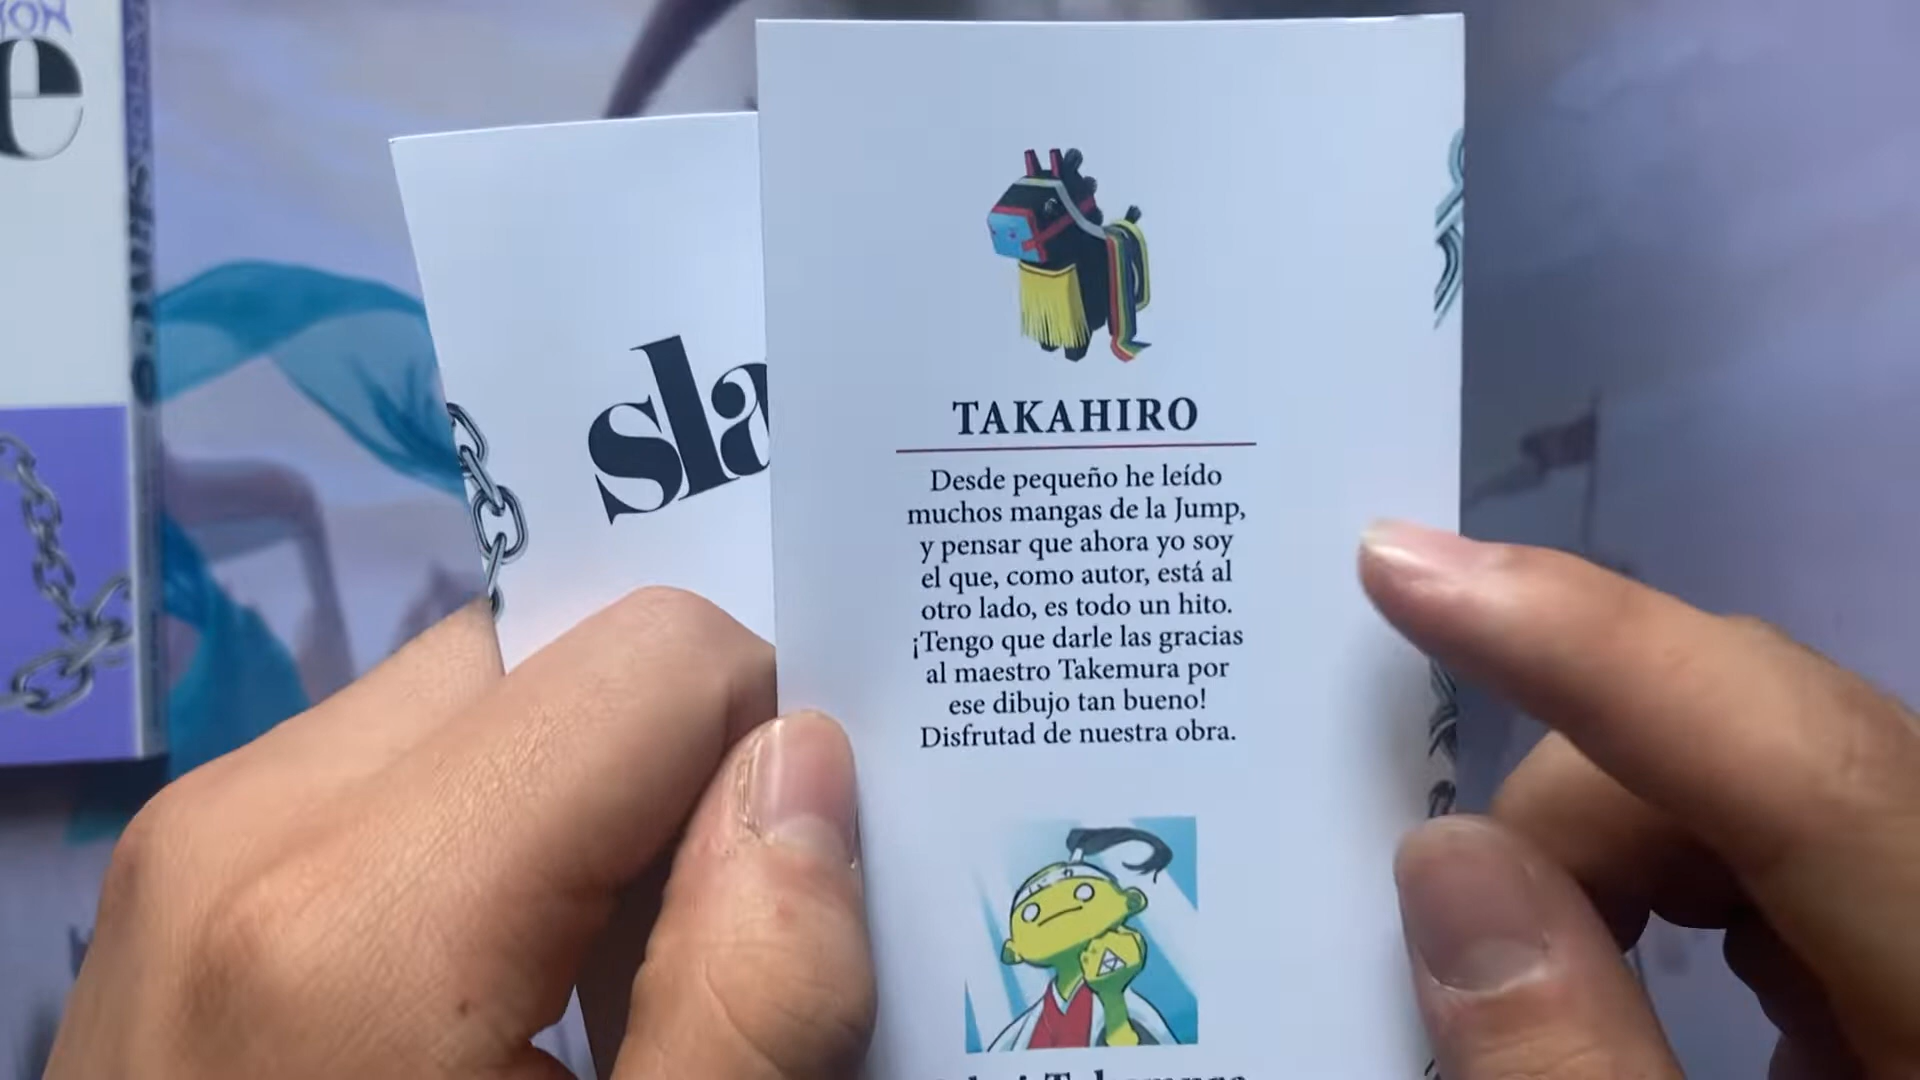 ON
e
sla
TAKAHIRO
Desde pequeño he leído
muchos mangas de la Jump,
y pensar que ahora yo soy
el que, como autor, está al
otro lado, es todo un hito.
¡Tengo que darle las gracias
al maestro Takemura por
ese dibujo tan bueno!
Disfrutad de nuestra obra.